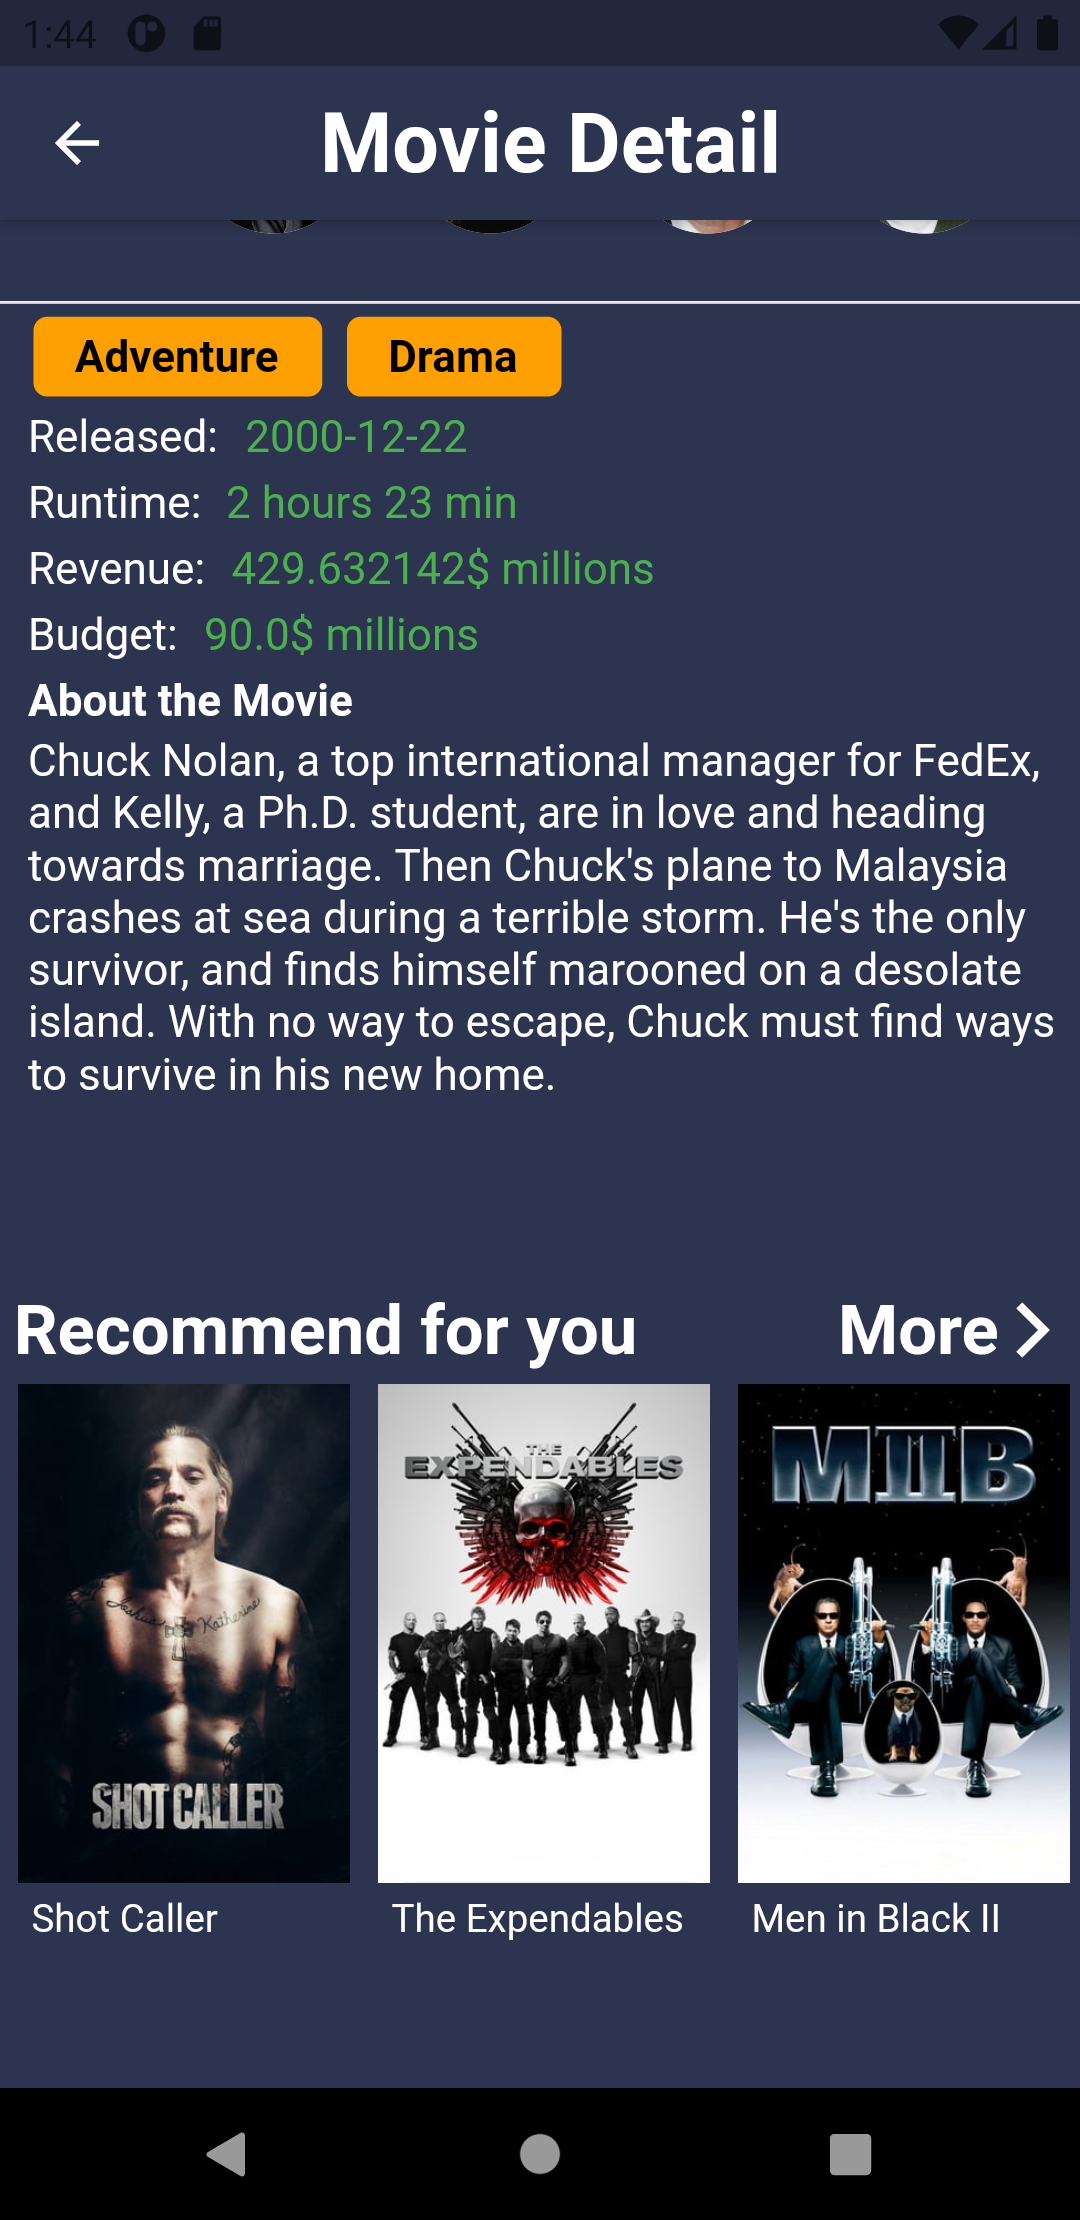 1:44
Movie Detail
Adventure Drama
Released: 2000-12-22
Runtime: 2 hours 23 min
Revenue: 429.632142$ millions
Budget: 90.0$ millions
About the Movie
Chuck Nolan, a top international manager for FedEx,
and Kelly, a Ph.D. student, are in love and heading
towards marriage. Then Chuck's plane to Malaysia
crashes at sea during a terrible storm. He's the only
survivor, and finds himself marooned on a desolate
island. With no way to escape, Chuck must find ways
to survive in his new home.
Recommend for you More
Joshua Katherine
SHOT CALLER
THE
EXPENDABLES
MIIB
Shot Caller The Expendables Men in Black II